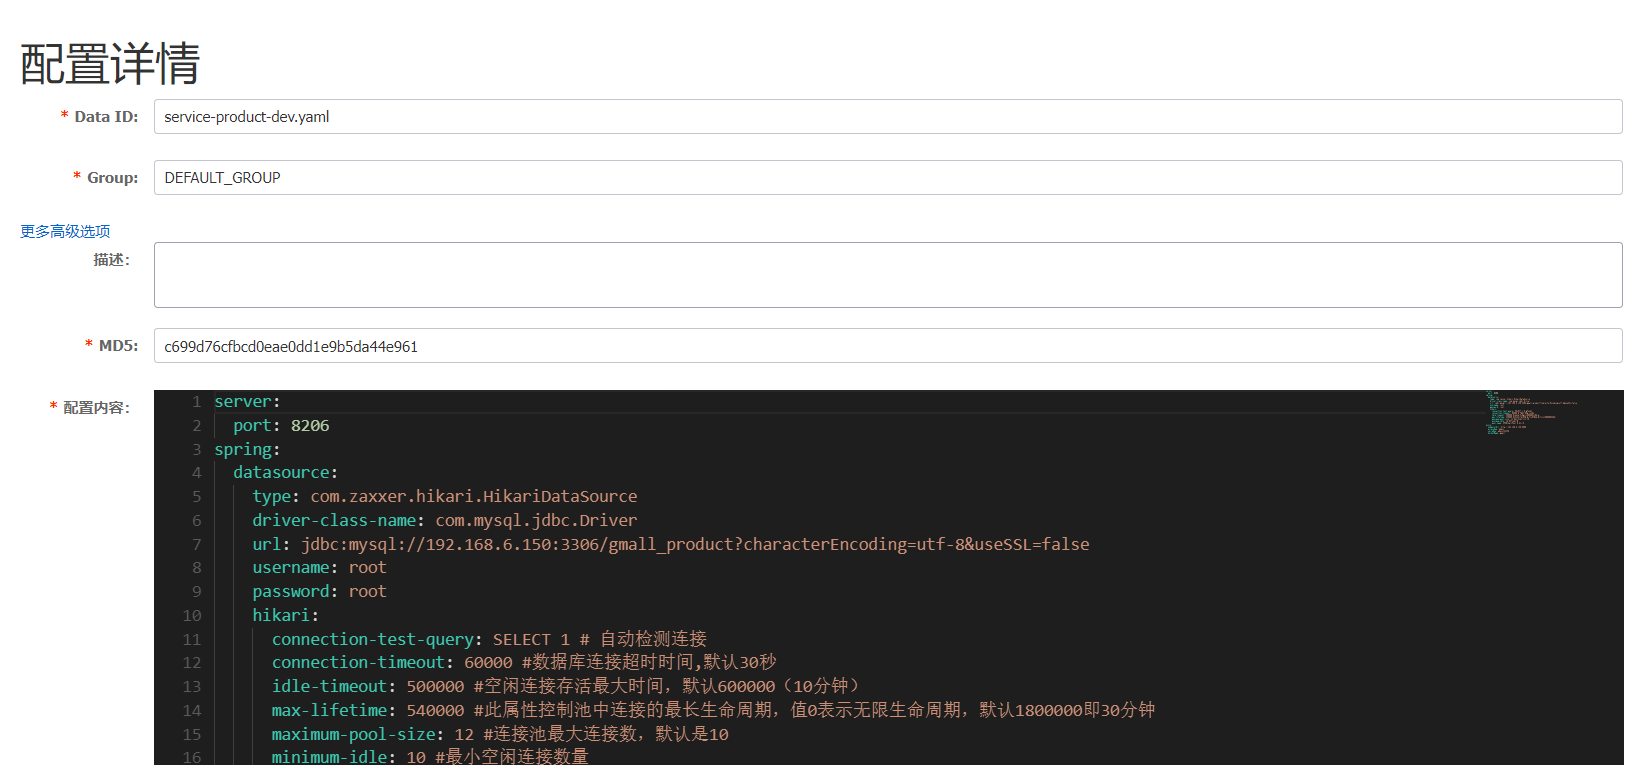 配置详情
* Data ID: service-product-dev.yaml
* Group: DEFAULT_GROUP
更多高级选项
描述：
* MD5: c699d76cfbcd0eae0dd1e9b5da44e961
* 配置内容：
1 server:
2 port: 8206
3 spring:
4 datasource:
5 type: com.zaxxer.hikari.HikariDataSource
6 driver-class-name: com.mysql.jdbc.Driver
7 url: jdbc:mysql://192.168.6.150:3306/gmall_product?characterEncoding=utf-8&useSSL=false
8 username: root
9 password: root
10 hikari:
11 connection-test-query: SELECT 1 # 自动检测连接
12 connection-timeout: 60000 #数据库连接超时时间,默认30秒
13 idle-timeout: 500000 #空闲连接存活最大时间，默认600000（10分钟）
14 max-lifetime: 540000 #此属性控制池中连接的最长生命周期，值0表示无限生命周期，默认1800000即30分钟
15 maximum-pool-size: 12 #连接池最大连接数，默认是10
16 minimum-idle: 10 #最小空闲连接数量